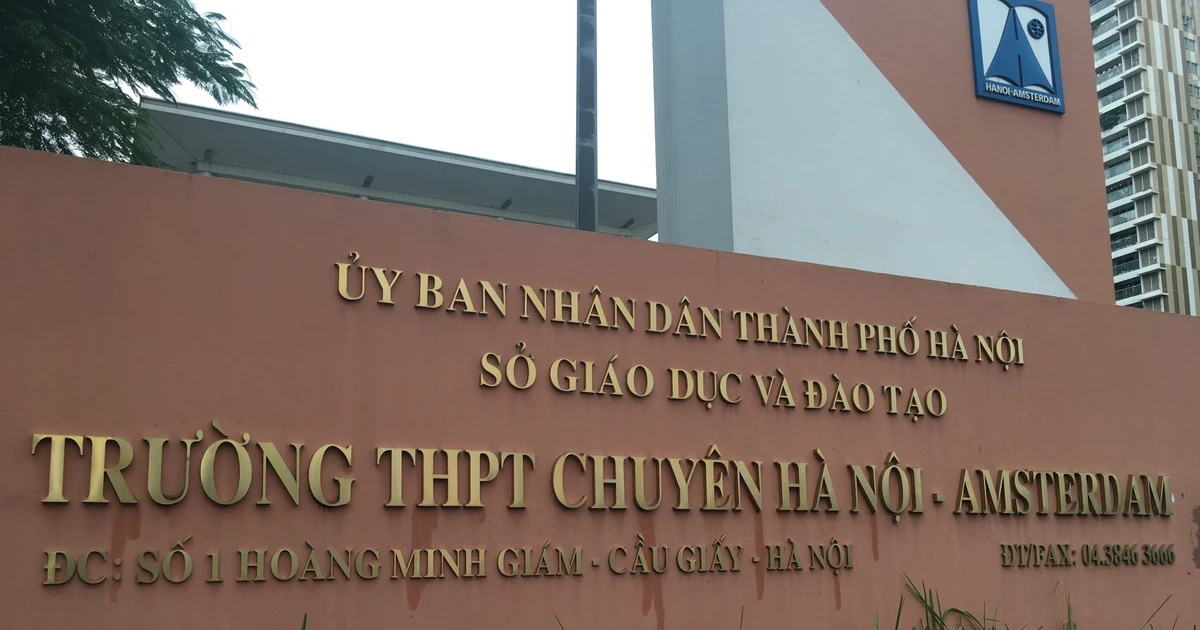 HANOI-AMSTERDAM
ỦY BAN NHÂN DÂN THÀNH PHỐ HÀ NỘI
SỞ GIÁO DỤC VÀ ĐÀO TẠO
TRƯỜNG THPT CHUYÊN HÀ NỘI - AMSTERDAM
ĐC: SỐ 1 HOÀNG MINH GIÁM - CẦU GIẤY - HÀ NỘI
ĐT/FAX: 04.3846 3666